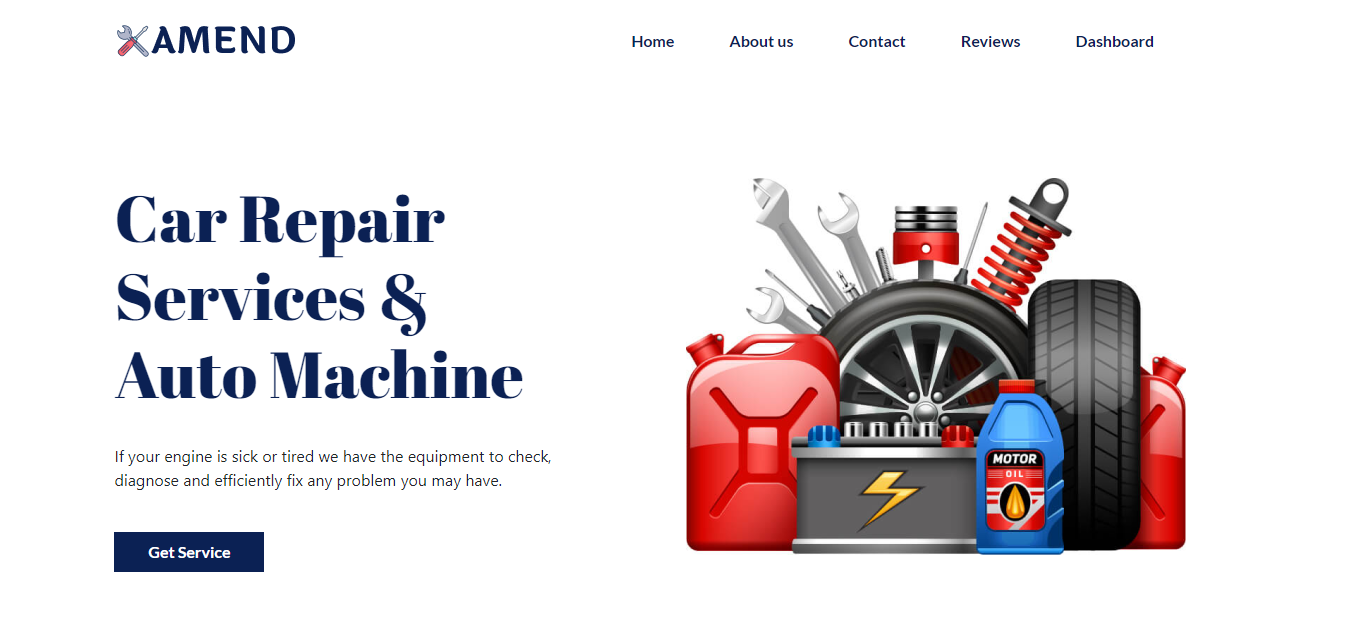 AMEND
Home
About us
Contact
Reviews
Dashboard
Car Repair
Services &
Auto Machine
If your engine is sick or tired we have the equipment to check,
diagnose and efficiently fix any problem you may have.
Get Service
MOTOR
OIL